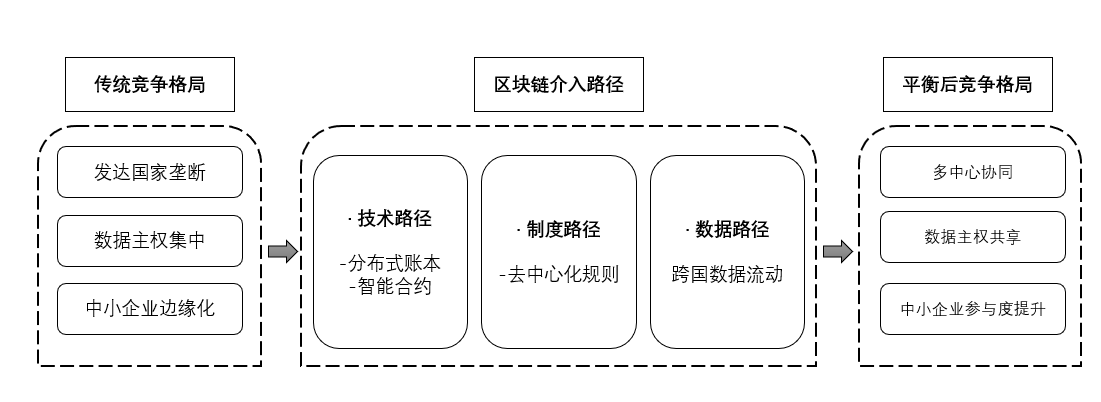 传统竞争格局
区块链介入路径
平衡后竞争格局
发达国家垄断
数据主权集中
中小企业边缘化
· 技术路径
-分布式账本
-智能合约
· 制度路径
-去中心化规则
· 数据路径
跨国数据流动
多中心协同
数据主权共享
中小企业参与度提升